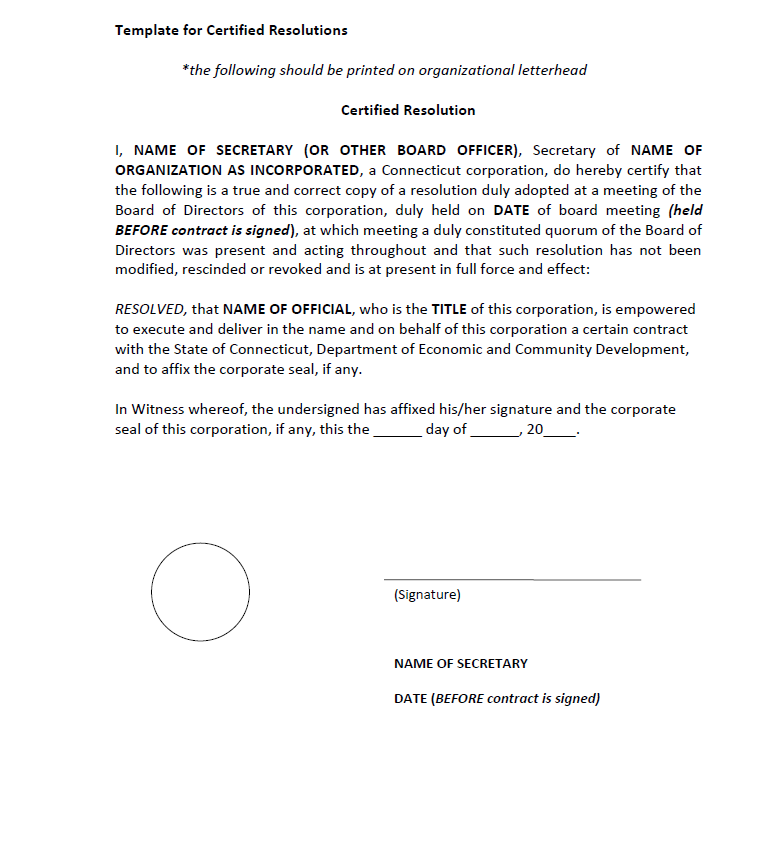 Template for Certified Resolutions
*the following should be printed on organizational letterhead
Certified Resolution
I, NAME OF SECRETARY (OR OTHER BOARD OFFICER), Secretary of NAME OF
ORGANIZATION AS INCORPORATED, a Connecticut corporation, do hereby certify that
the following is a true and correct copy of a resolution duly adopted at a meeting of the
Board of Directors of this corporation, duly held on DATE of board meeting (held
BEFORE contract is signed), at which meeting a duly constituted quorum of the Board of
Directors was present and acting throughout and that such resolution has not been
modified, rescinded or revoked and is at present in full force and effect:
RESOLVED, that NAME OF OFFICIAL, who is the TITLE of this corporation, is empowered
to execute and deliver in the name and on behalf of this corporation a certain contract
with the State of Connecticut, Department of Economic and Community Development,
and to affix the corporate seal, if any.
In Witness whereof, the undersigned has affixed his/her signature and the corporate
seal of this corporation, if any, this the ______ day of ______, 20____.
(Signature)
NAME OF SECRETARY
DATE (BEFORE contract is signed)